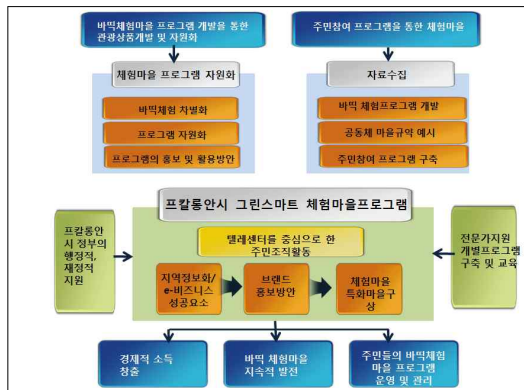 바띡체험마을 프로그램 개발을 통한
관광상품개발 및 자원화
주민참여 프로그램을 통한 체험마을
체험마을 프로그램 자원화
바띡체험 차별화
프로그램 자원화
프로그램의 홍보 및 활용방안
자료수집
바띡 체험프로그램 개발
공동체 마을규약 예시
주민참여 프로그램 구축
프칼롱안시 그린스마트 체험마을프로그램
프칼롱안
시 정부의
행정적,
재정적
지원
텔레센터를 중심으로 한
주민조직활동
지역정보화/
e-비즈니스
성공요소
브랜드
홍보방안
체험마을
특화마을구
상
전문가지원
개발프로그램
구축 및 교육
경제적 소득
창출
바띡 체험마을
지속적 발전
주민들의 바띡체험
마을 프로그램
운영 및 관리